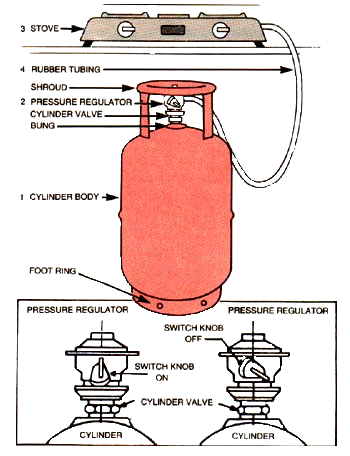 3 STOVE
4 RUBBER TUBING
SHROUD
2 PRESSURE REGULATOR
CYLINDER VALVE
BUNG
1 CYLINDER BODY
FOOT RING
PRESSURE REGULATOR
PRESSURE REGULATOR
SWITCH KNOB
OFF
SWITCH KNOB
ON
CYLINDER VALVE
CYLINDER
CYLINDER